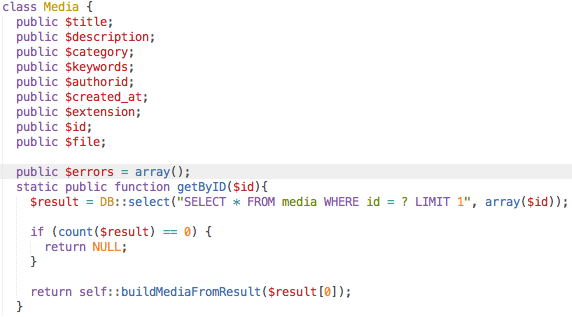 class Media {
  public $title;
  public $description;
  public $category;
  public $keywords;
  public $authorid;
  public $created_at;
  public $extension;
  public $id;
  public $file;

  public $errors = array();
  static public function getByID($id){
    $result = DB::select("SELECT * FROM media WHERE id = ? LIMIT 1", array($id));

    if (count($result) == 0) {
      return NULL;
    }

    return self::buildMediaFromResult($result[0]);
  }